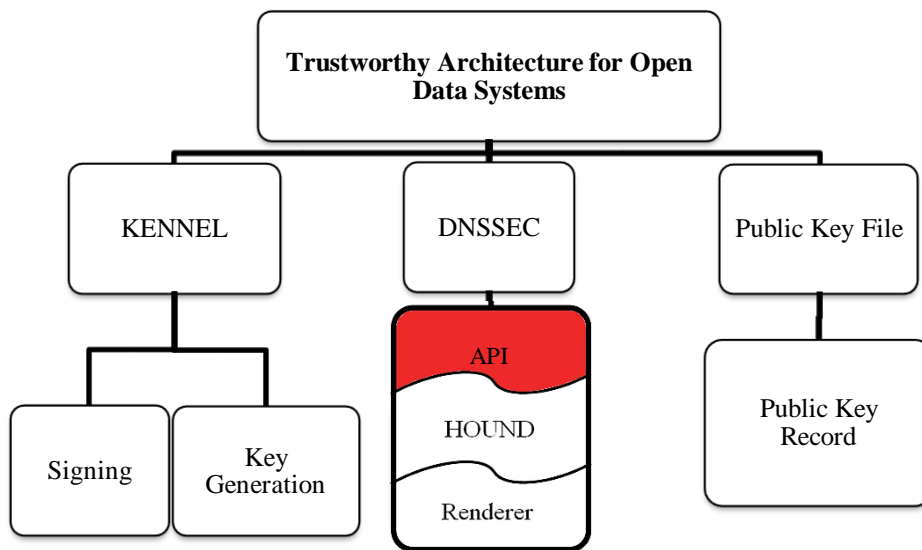 Trustworthy Architecture for Open
Data Systems
KENNEL
DNSSEC
Public Key File
API
HOUND
Renderer
Signing
Key
Generation
Public Key
Record